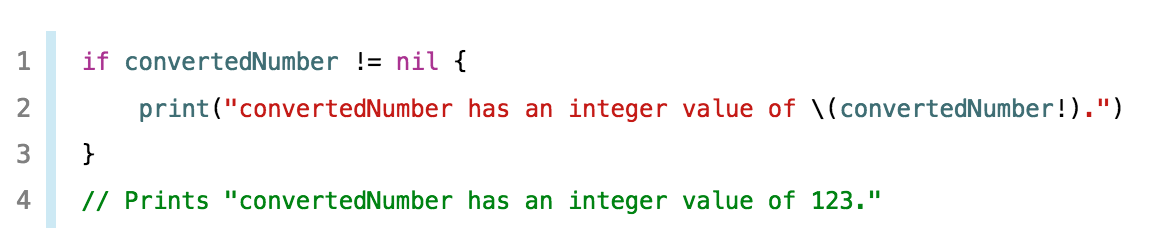 1 if convertedNumber != nil {
2 print("convertedNumber has an integer value of \(convertedNumber!).")
3 }
4 // Prints "convertedNumber has an integer value of 123."